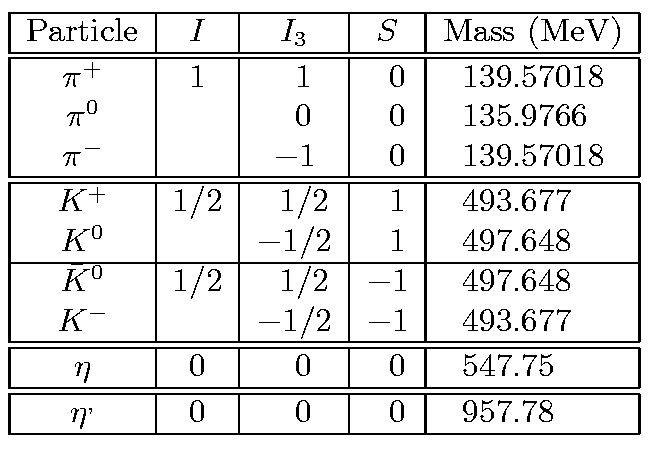 Particle I I₃ S Mass (MeV)
π⁺ 1 1 0 139.57018
π⁰ 0 0 135.9766
π⁻ −1 0 139.57018
K⁺ 1/2 1/2 1 493.677
K⁰ −1/2 1 497.648
K̄⁰ 1/2 1/2 −1 497.648
K⁻ −1/2 −1 493.677
η 0 0 0 547.75
η’ 0 0 0 957.78